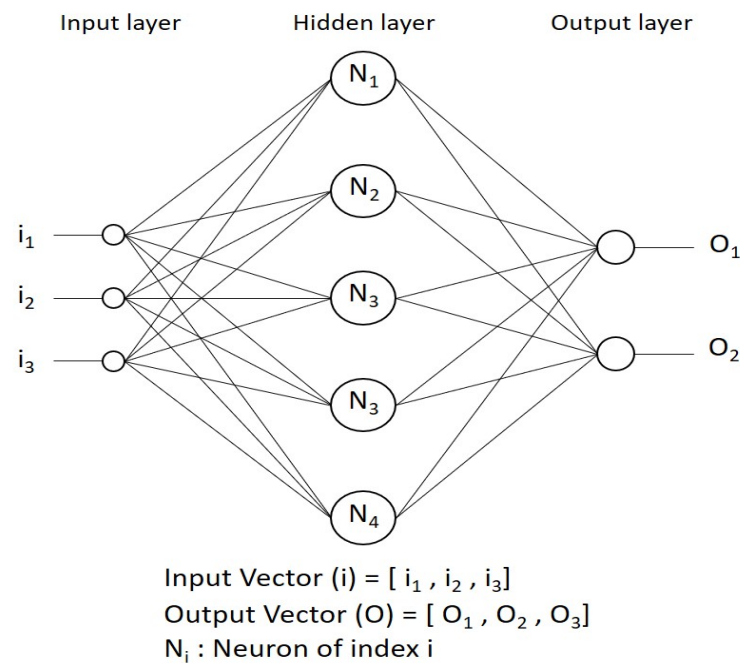 Input layer Hidden layer Output layer
N₁
N₂
i₁ O₁
i₂ N₃
i₃ O₂
N₃
N₄
Input Vector (i) = [ i₁ , i₂ , i₃]
Output Vector (O) = [ O₁ , O₂ , O₃]
Nᵢ : Neuron of index i